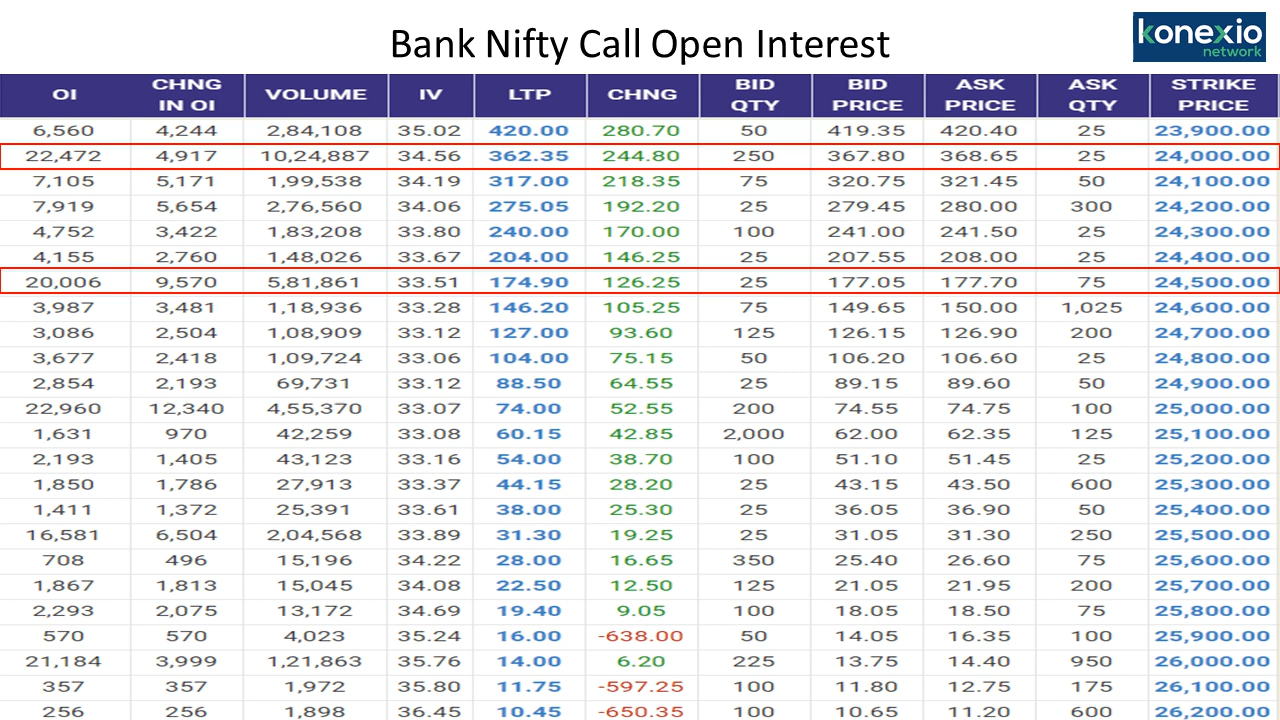 Bank Nifty Call Open Interest
konexio
network
OI CHNG IN OI VOLUME IV LTP CHNG BID QTY BID PRICE ASK PRICE ASK QTY STRIKE PRICE
6,560 4,244 2,84,108 35.02 420.00 280.70 50 419.35 420.40 25 23,900.00
22,472 4,917 10,24,887 34.56 362.35 244.80 250 367.80 368.65 25 24,000.00
7,105 5,171 1,99,538 34.19 317.00 218.35 75 320.75 321.45 50 24,100.00
7,919 5,654 2,76,560 34.06 275.05 192.20 25 279.45 280.00 300 24,200.00
4,752 3,422 1,83,208 33.80 240.00 170.00 100 241.00 241.50 25 24,300.00
4,155 2,760 1,48,026 33.67 204.00 146.25 25 207.55 208.00 25 24,400.00
20,006 9,570 5,81,861 33.51 174.90 126.25 25 177.05 177.70 75 24,500.00
3,987 3,481 1,18,936 33.28 146.20 105.25 75 149.65 150.00 1,025 24,600.00
3,086 2,504 1,08,909 33.12 127.00 93.60 125 126.15 126.90 200 24,700.00
3,677 2,418 1,09,724 33.06 104.00 75.15 50 106.20 106.60 25 24,800.00
2,854 2,193 69,731 33.12 88.50 64.55 25 89.15 89.60 50 24,900.00
22,960 12,340 4,55,370 33.07 74.00 52.55 200 74.55 74.75 100 25,000.00
1,631 970 42,259 33.08 60.15 42.85 2,000 62.00 62.35 125 25,100.00
2,193 1,405 43,123 33.16 54.00 38.70 100 51.10 51.45 25 25,200.00
1,850 1,786 27,913 33.37 44.15 28.20 25 43.15 43.50 600 25,300.00
1,411 1,372 25,391 33.61 38.00 25.30 25 36.05 36.90 50 25,400.00
16,581 6,504 2,04,568 33.89 31.30 19.25 25 31.05 31.30 250 25,500.00
708 496 15,196 34.22 28.00 16.65 350 25.40 26.60 75 25,600.00
1,867 1,813 15,045 34.08 22.50 12.50 125 21.05 21.95 200 25,700.00
2,293 2,075 13,172 34.69 19.40 9.05 100 18.05 18.50 75 25,800.00
570 570 4,023 35.24 16.00 -638.00 50 14.05 16.35 100 25,900.00
21,184 3,999 1,21,863 35.76 14.00 6.20 225 13.75 14.40 950 26,000.00
357 357 1,972 35.80 11.75 -597.25 100 11.80 12.75 175 26,100.00
256 256 1,898 36.45 10.45 -650.35 100 10.65 11.20 600 26,200.00